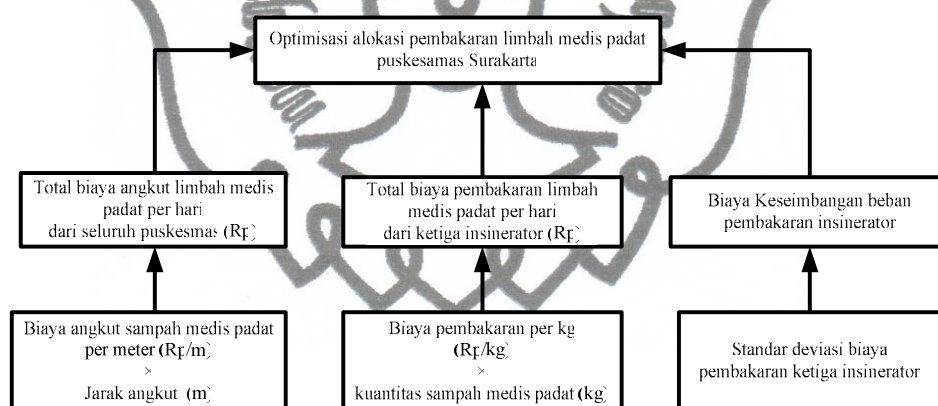 Optimisasi alokasi pembakaran limbah medis padat
puskesamas Surakarta
Total biaya angkut limbah medis
padat per hari
dari seluruh puskesmas (Rp)
Total biaya pembakaran limbah
medis padat per hari
dari ketiga insinerator (Rp)
Biaya Keseimbangan beban
pembakaran insinerator
Biaya angkut sampah medis padat
per meter (Rp/m)
×
Jarak angkut (m)
Biaya pembakaran per kg
(Rp/kg)
×
kuantitas sampah medis padat (kg)
Standar deviasi biaya
pembakaran ketiga insinerator